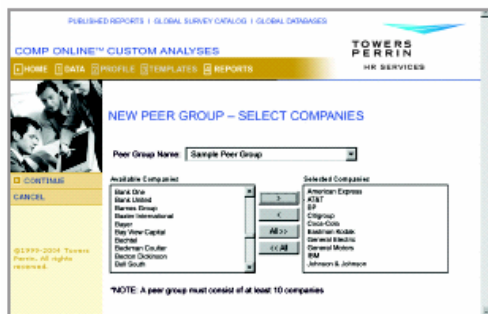 PUBLISHED REPORTS | GLOBAL SURVEY CATALOG | GLOBAL DATABASES
COMP ONLINE™ CUSTOM ANALYSES
TOWERS
PERRIN
HR SERVICES
HOME 1 DATA 2 PROFILE 3 TEMPLATES 4 REPORTS
NEW PEER GROUP – SELECT COMPANIES
Peer Group Name: Sample Peer Group
CONTINUE
CANCEL
©1999-2004 Towers
Perrin. All rights
reserved.
Available Companies
Bank One
Bank United
Barnes Group
Baxter International
Bayer
Bay View Capital
Bechtel
Beckman Coulter
Becton Dickinson
Bell South
>
<
All >>
<< All
Selected Companies
American Express
AT&T
BP
Citigroup
Coca-Cola
Eastman Kodak
General Electric
General Motors
IBM
Johnson & Johnson
*NOTE: A peer group must consist of at least 10 companies